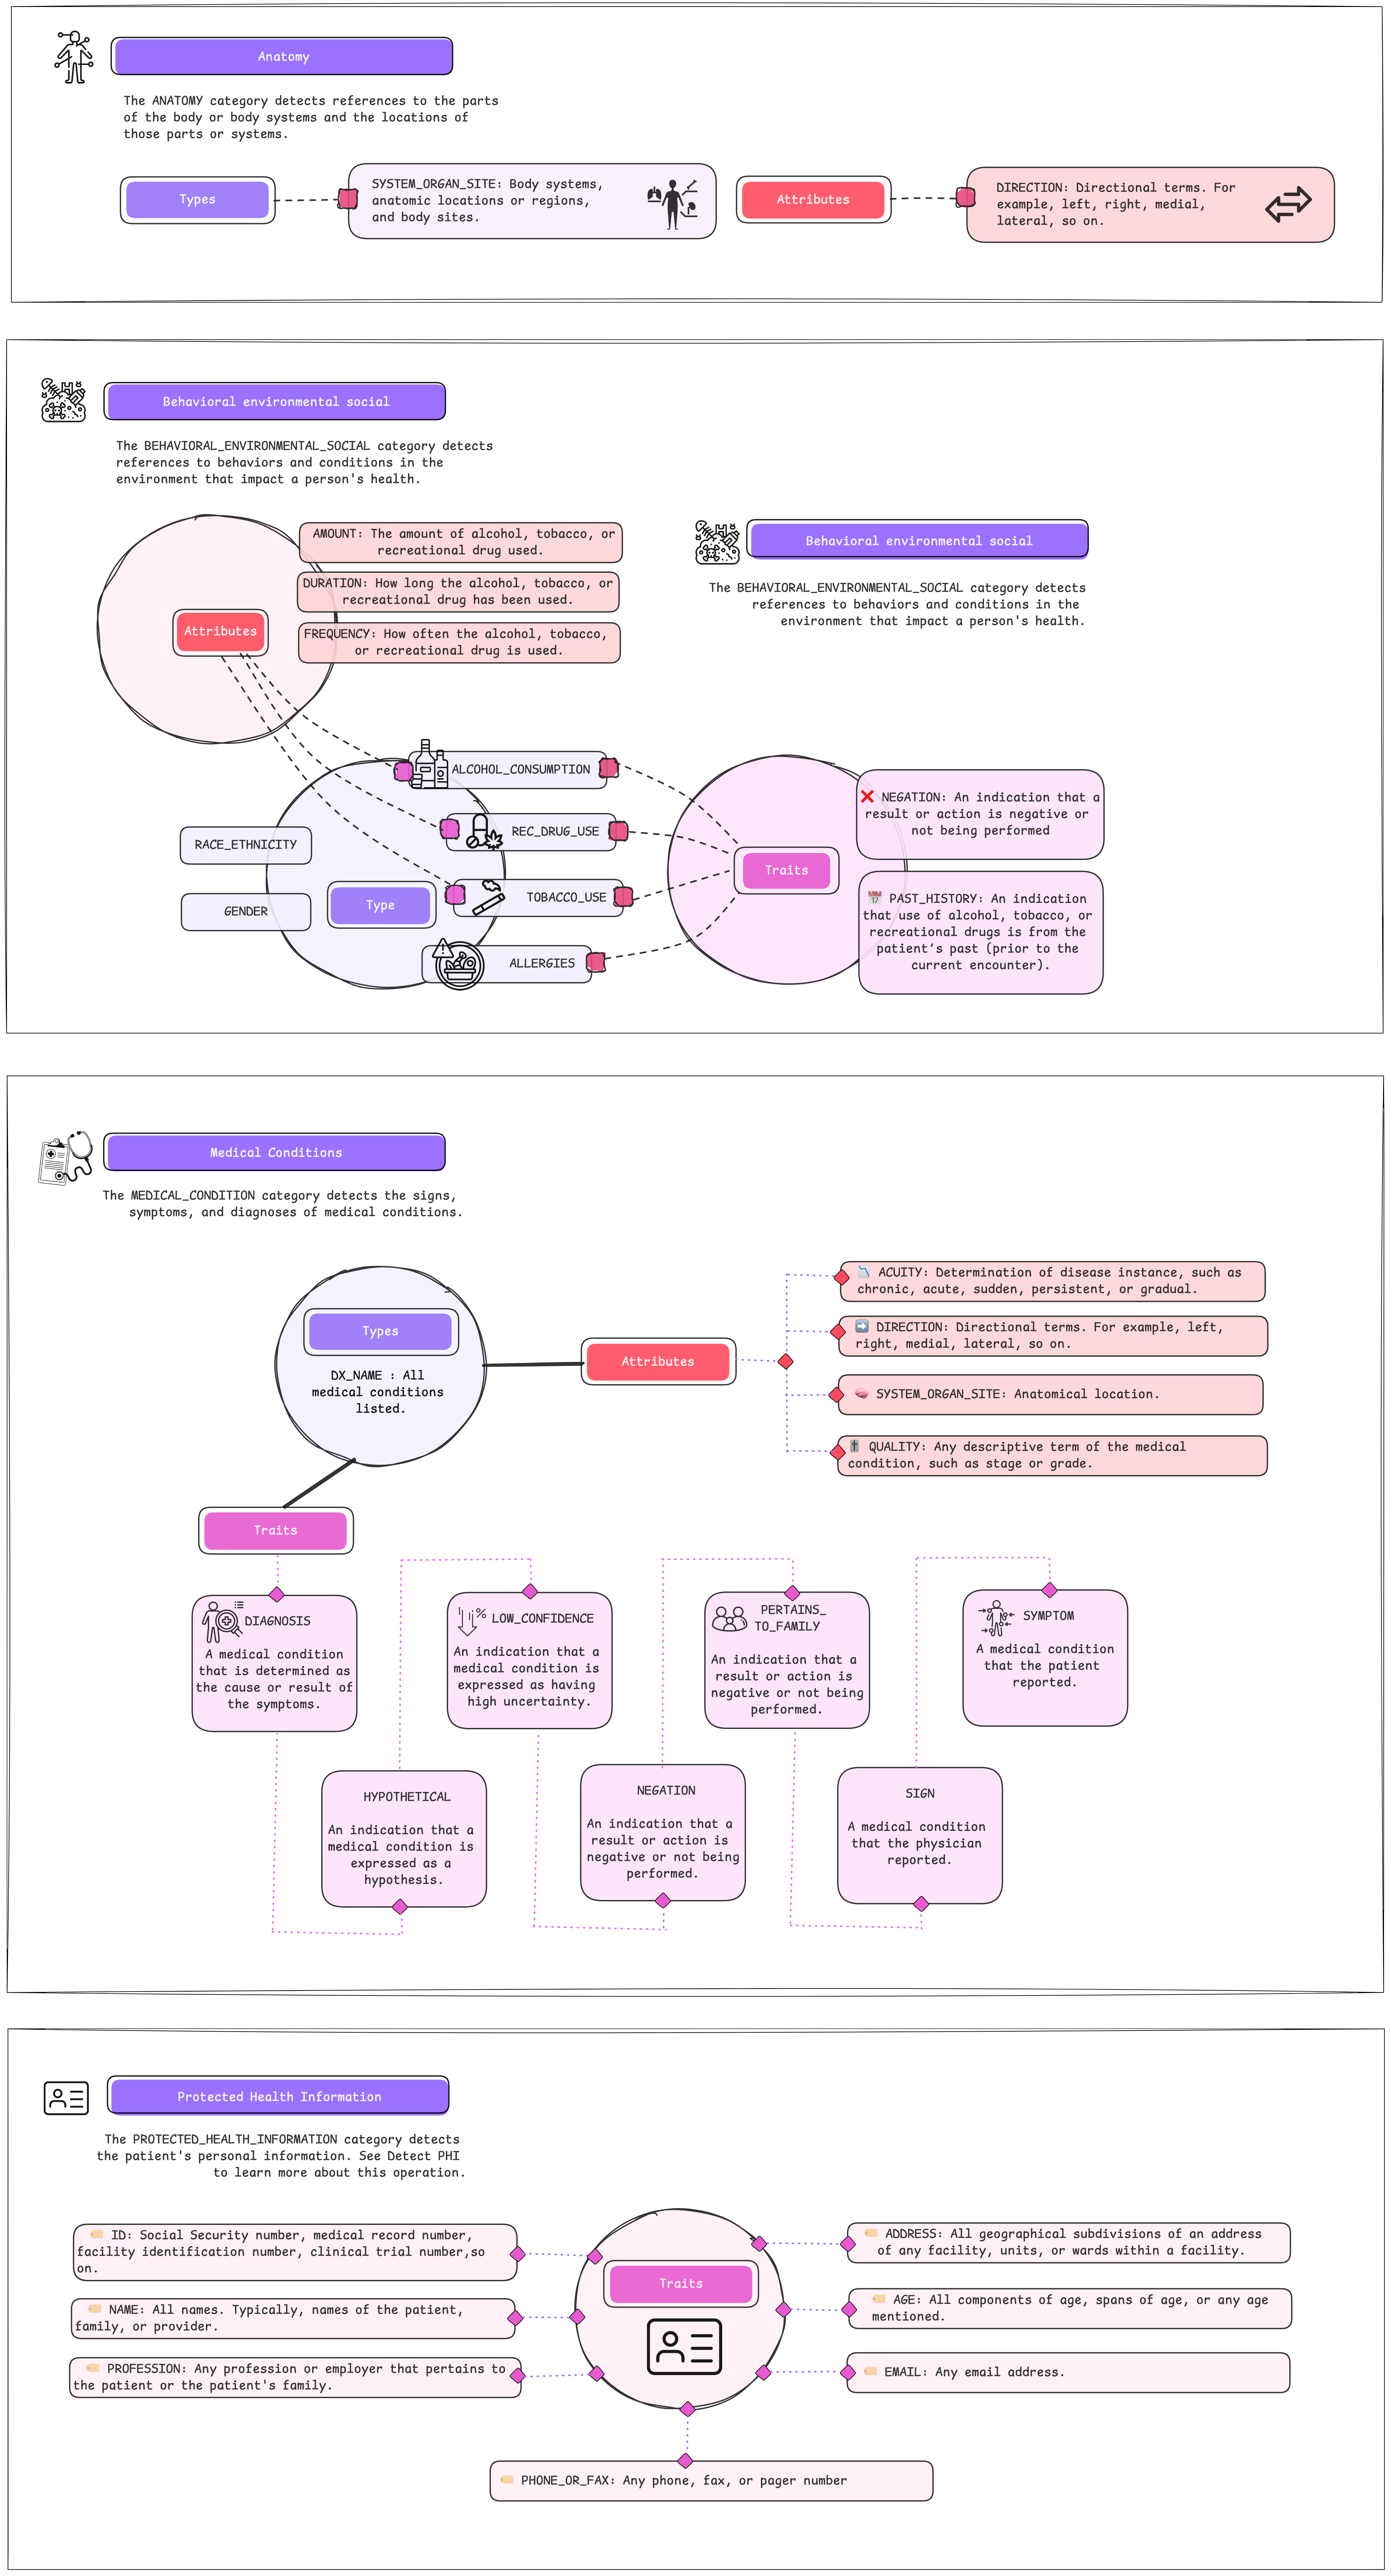 Anatomy
The ANATOMY category detects references to the parts
of the body or body systems and the locations of
those parts or systems.
Types
SYSTEM_ORGAN_SITE: Body systems,
anatomic locations or regions,
and body sites.
Attributes
DIRECTION: Directional terms. For
example, left, right, medial,
lateral, so on.
Behavioral environmental social
The BEHAVIORAL_ENVIRONMENTAL_SOCIAL category detects
references to behaviors and conditions in the
environment that impact a person's health.
AMOUNT: The amount of alcohol, tobacco, or
recreational drug used.
DURATION: How long the alcohol, tobacco, or
recreational drug has been used.
FREQUENCY: How often the alcohol, tobacco,
or recreational drug is used.
Attributes
Behavioral environmental social
The BEHAVIORAL_ENVIRONMENTAL_SOCIAL category detects
references to behaviors and conditions in the
environment that impact a person's health.
ALCOHOL_CONSUMPTION
REC_DRUG_USE
TOBACCO_USE
ALLERGIES
RACE_ETHNICITY
GENDER
Type
Traits
NEGATION: An indication that a
result or action is negative or
not being performed
PAST_HISTORY: An indication
that use of alcohol, tobacco, or
recreational drugs is from the
patient’s past (prior to the
current encounter).
Medical Conditions
The MEDICAL_CONDITION category detects the signs,
symptoms, and diagnoses of medical conditions.
Types
DX_NAME : All
medical conditions
listed.
Attributes
ACUITY: Determination of disease instance, such as
chronic, acute, sudden, persistent, or gradual.
DIRECTION: Directional terms. For example, left,
right, medial, lateral, so on.
SYSTEM_ORGAN_SITE: Anatomical location.
QUALITY: Any descriptive term of the medical
condition, such as stage or grade.
Traits
DIAGNOSIS
A medical condition
that is determined as
the cause or result of
the symptoms.
%
LOW_CONFIDENCE
An indication that a
medical condition is
expressed as having
high uncertainty.
PERTAINS_
TO_FAMILY
An indication that a
result or action is
negative or not being
performed.
SYMPTOM
A medical condition
that the patient
reported.
HYPOTHETICAL
An indication that a
medical condition is
expressed as a
hypothesis.
NEGATION
An indication that a
result or action is
negative or not being
performed.
SIGN
A medical condition
that the physician
reported.
Protected Health Information
The PROTECTED_HEALTH_INFORMATION category detects
the patient's personal information. See Detect PHI
to learn more about this operation.
ID: Social Security number, medical record number,
facility identification number, clinical trial number,so
on.
NAME: All names. Typically, names of the patient,
family, or provider.
PROFESSION: Any profession or employer that pertains to
the patient or the patient's family.
Traits
ADDRESS: All geographical subdivisions of an address
of any facility, units, or wards within a facility.
AGE: All components of age, spans of age, or any age
mentioned.
EMAIL: Any email address.
PHONE_OR_FAX: Any phone, fax, or pager number